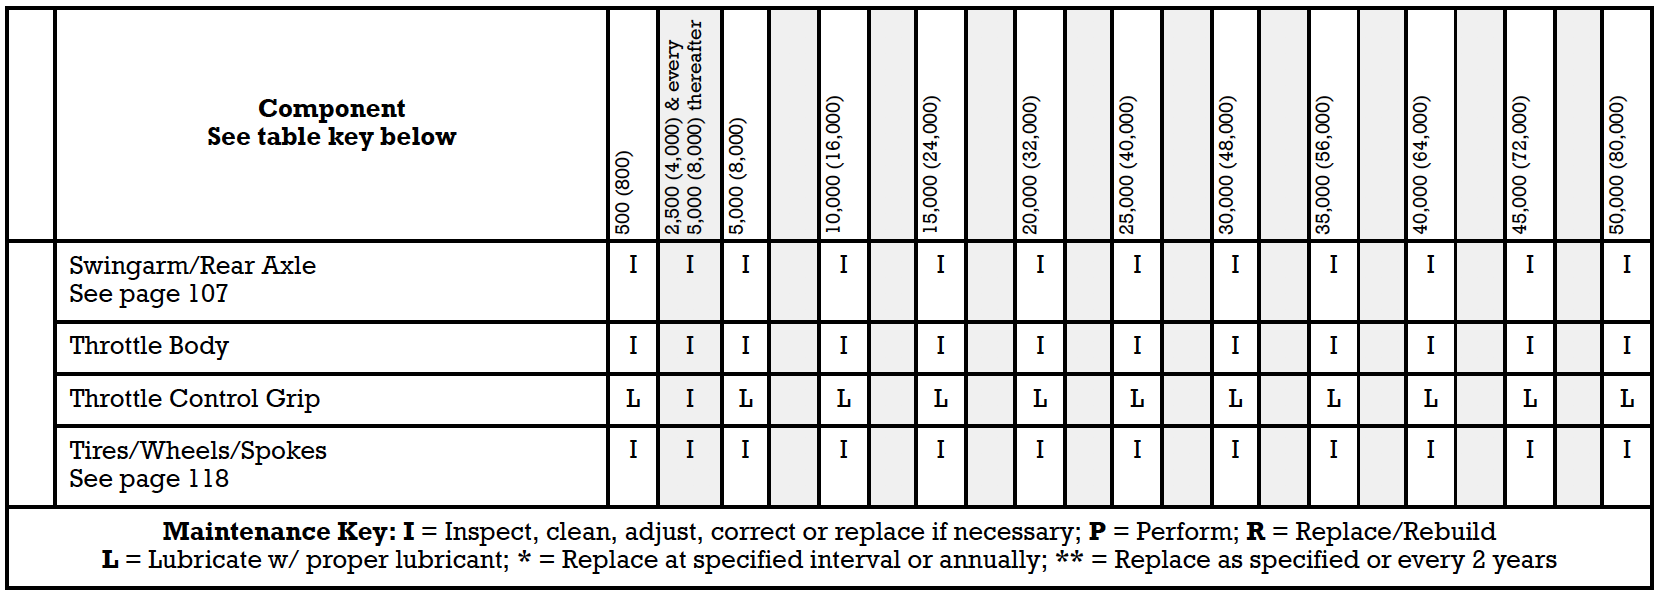 Component
See table key below
500 (800)
2,500 (4,000) & every
5,000 (8,000) thereafter
5,000 (8,000)
10,000 (16,000)
15,000 (24,000)
20,000 (32,000)
25,000 (40,000)
30,000 (48,000)
35,000 (56,000)
40,000 (64,000)
45,000 (72,000)
50,000 (80,000)
Swingarm/Rear Axle I I I I I I I I I I I I
See page 107
Throttle Body I I I I I I I I I I I I
Throttle Control Grip L I L L L L L L L L L L
Tires/Wheels/Spokes I I I I I I I I I I I I
See page 118
Maintenance Key: I = Inspect, clean, adjust, correct or replace if necessary; P = Perform; R = Replace/Rebuild
L = Lubricate w/ proper lubricant; * = Replace at specified interval or annually; ** = Replace as specified or every 2 years